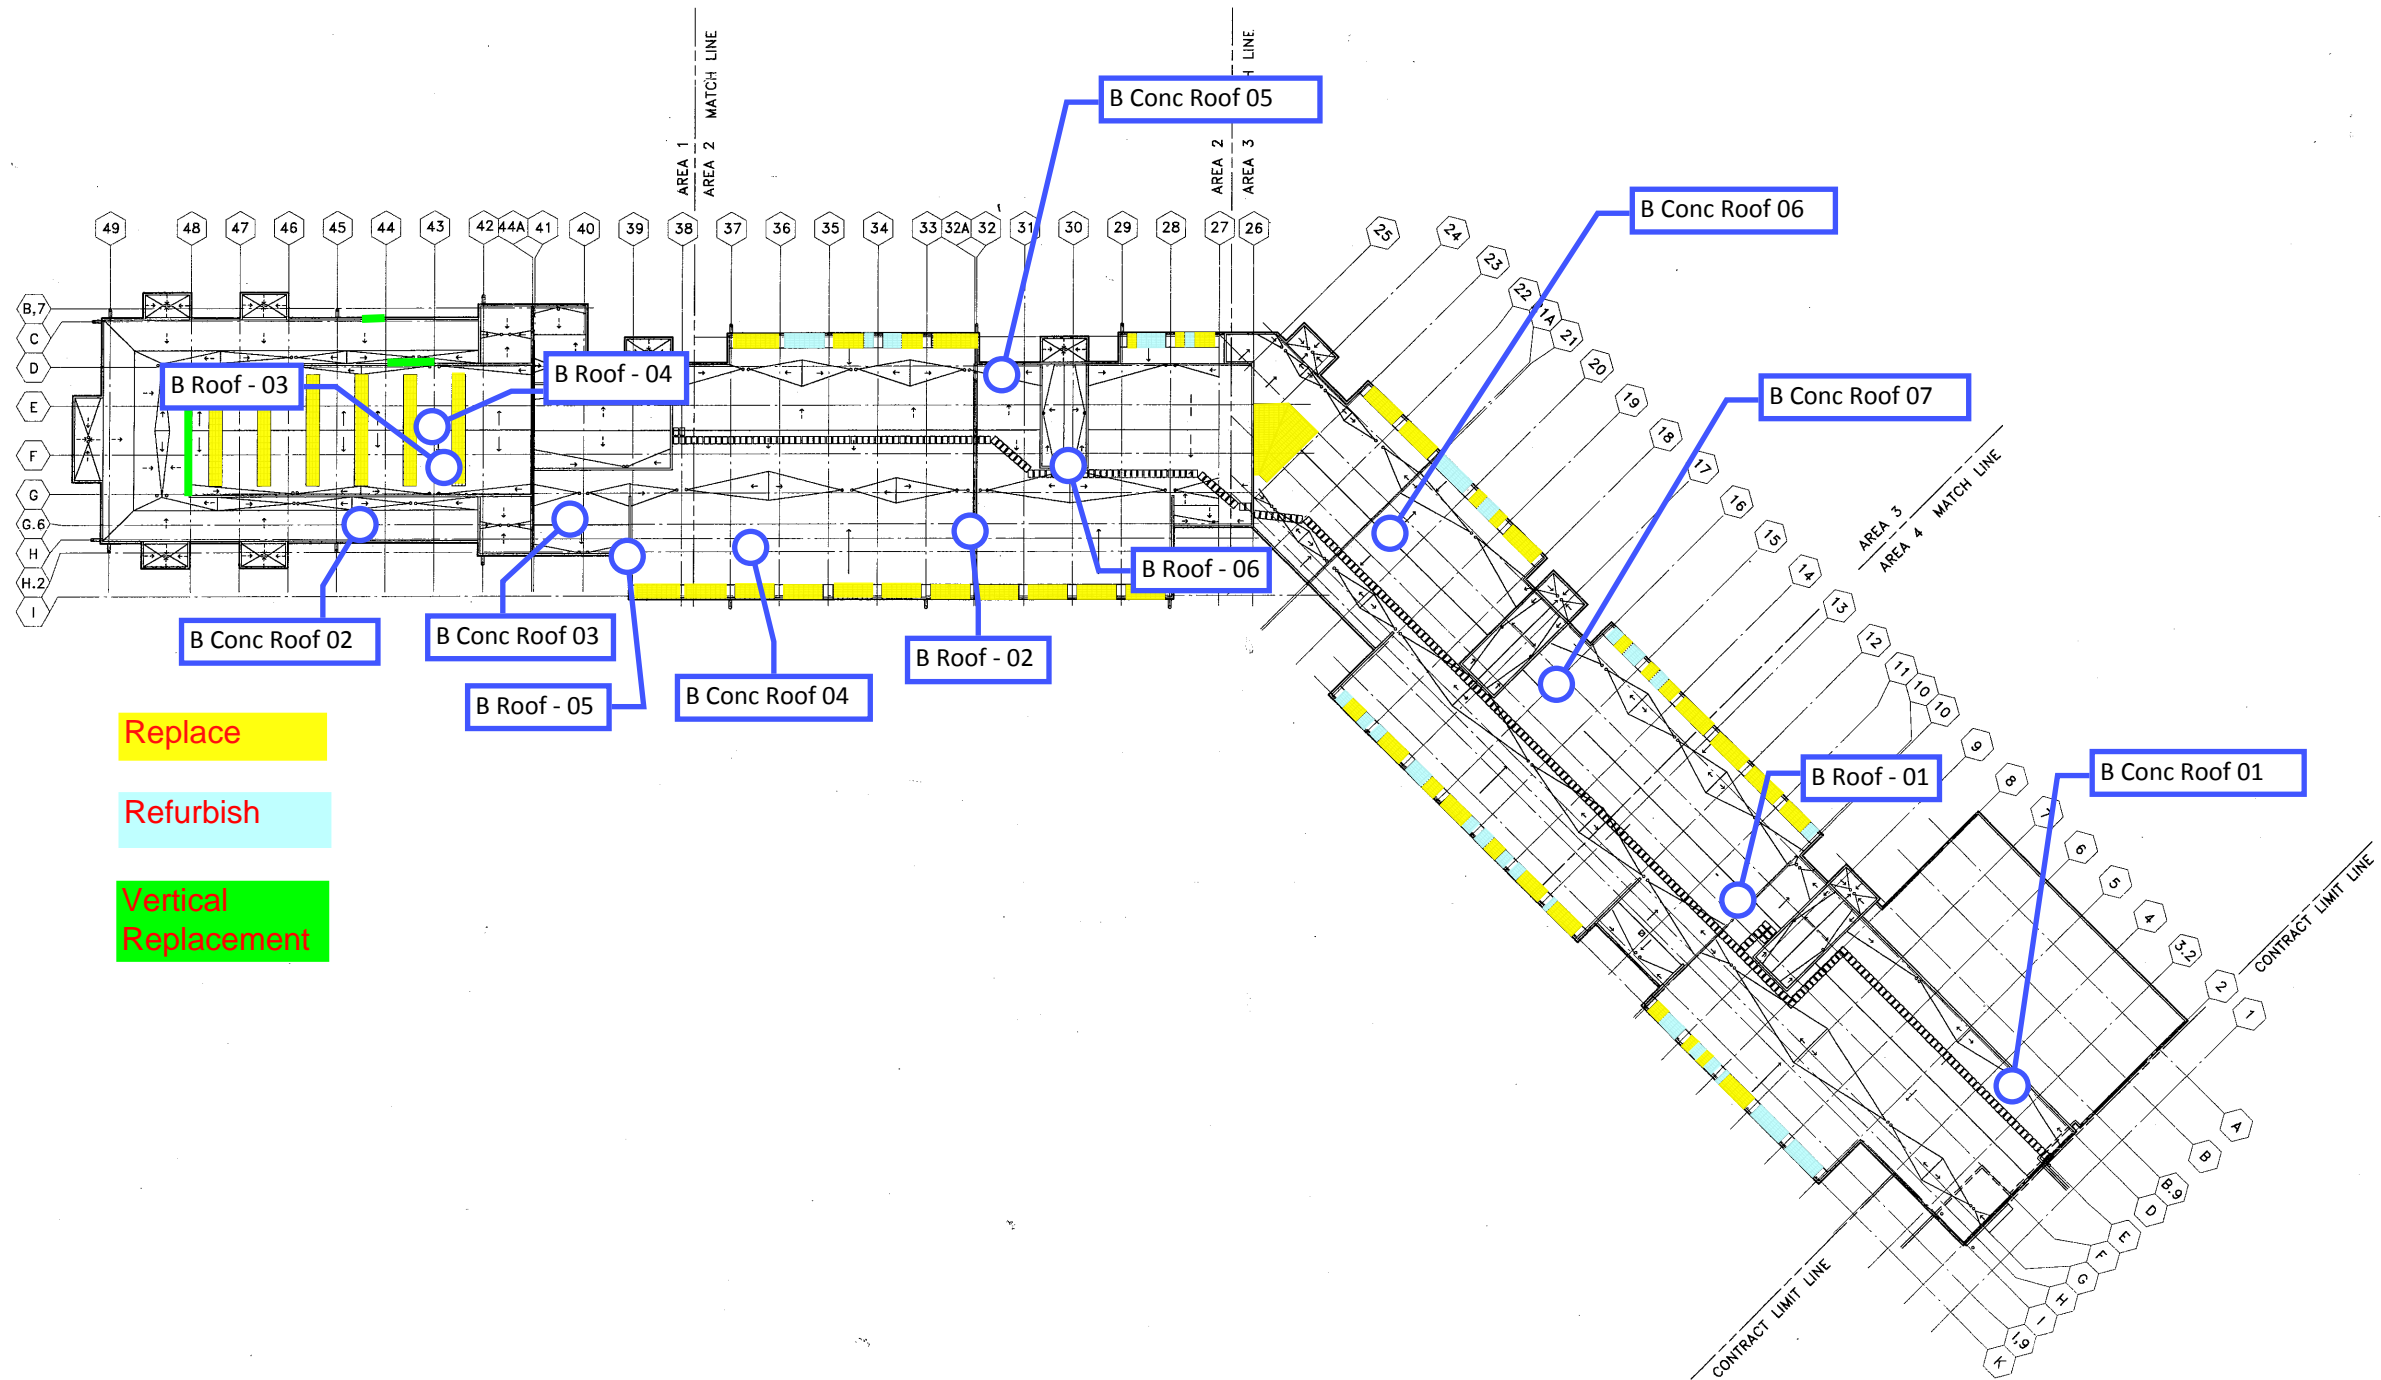 MATCH LINE
AREA 1
AREA 2
H LINE
AREA 2
AREA 3
B Conc Roof 05
B Conc Roof 06
49
48
47
46
45
44
43
42
44A
41
40
39
38
37
36
35
34
33
32A
32
31
30
29
28
27
26
25
24
23
22
1A
21
20
19
18
17
16
15
14
13
12
11
10
10
9
8
7
6
5
4
3.2
2
1
B.7
C
D
E
F
G
G.6
H
H.2
I
B Roof - 03
B Roof - 04
B Conc Roof 07
AREA 3
AREA 4
MATCH LINE
B Roof - 06
B Conc Roof 02
B Conc Roof 03
B Roof - 02
B Roof - 05
B Conc Roof 04
B Roof - 01
B Conc Roof 01
Replace
Refurbish
Vertical
Replacement
CONTRACT LIMIT LINE
A
B
B.9
D
E
F
G
H
I
I.9
K
CONTRACT LIMIT LINE